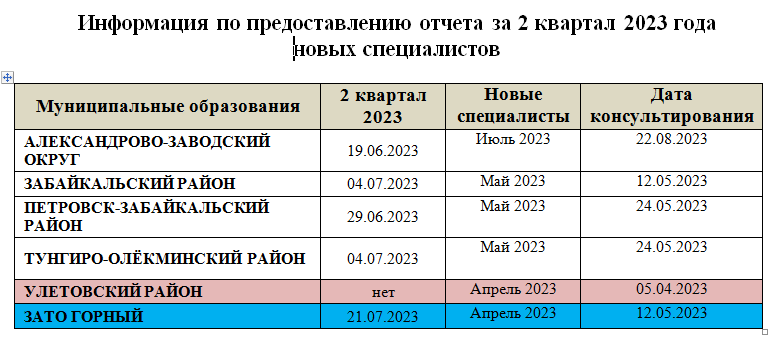 Информация по предоставлению отчета за 2 квартал 2023 года
новых специалистов
Муниципальные образования 2 квартал 2023 Новые специалисты Дата консультирования
АЛЕКСАНДРОВО-ЗАВОДСКИЙ ОКРУГ 19.06.2023 Июль 2023 22.08.2023
ЗАБАЙКАЛЬСКИЙ РАЙОН 04.07.2023 Май 2023 12.05.2023
ПЕТРОВСК-ЗАБАЙКАЛЬСКИЙ РАЙОН 29.06.2023 Май 2023 24.05.2023
ТУНГИРО-ОЛЁКМИНСКИЙ РАЙОН 04.07.2023 Май 2023 24.05.2023
УЛЕТОВСКИЙ РАЙОН нет Апрель 2023 05.04.2023
ЗАТО ГОРНЫЙ 21.07.2023 Апрель 2023 12.05.2023